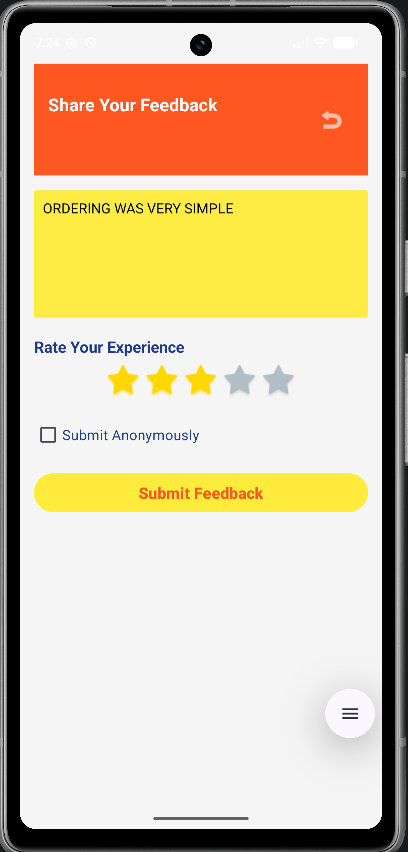 7:24
Share Your Feedback
ORDERING WAS VERY SIMPLE
Rate Your Experience
Submit Anonymously
Submit Feedback